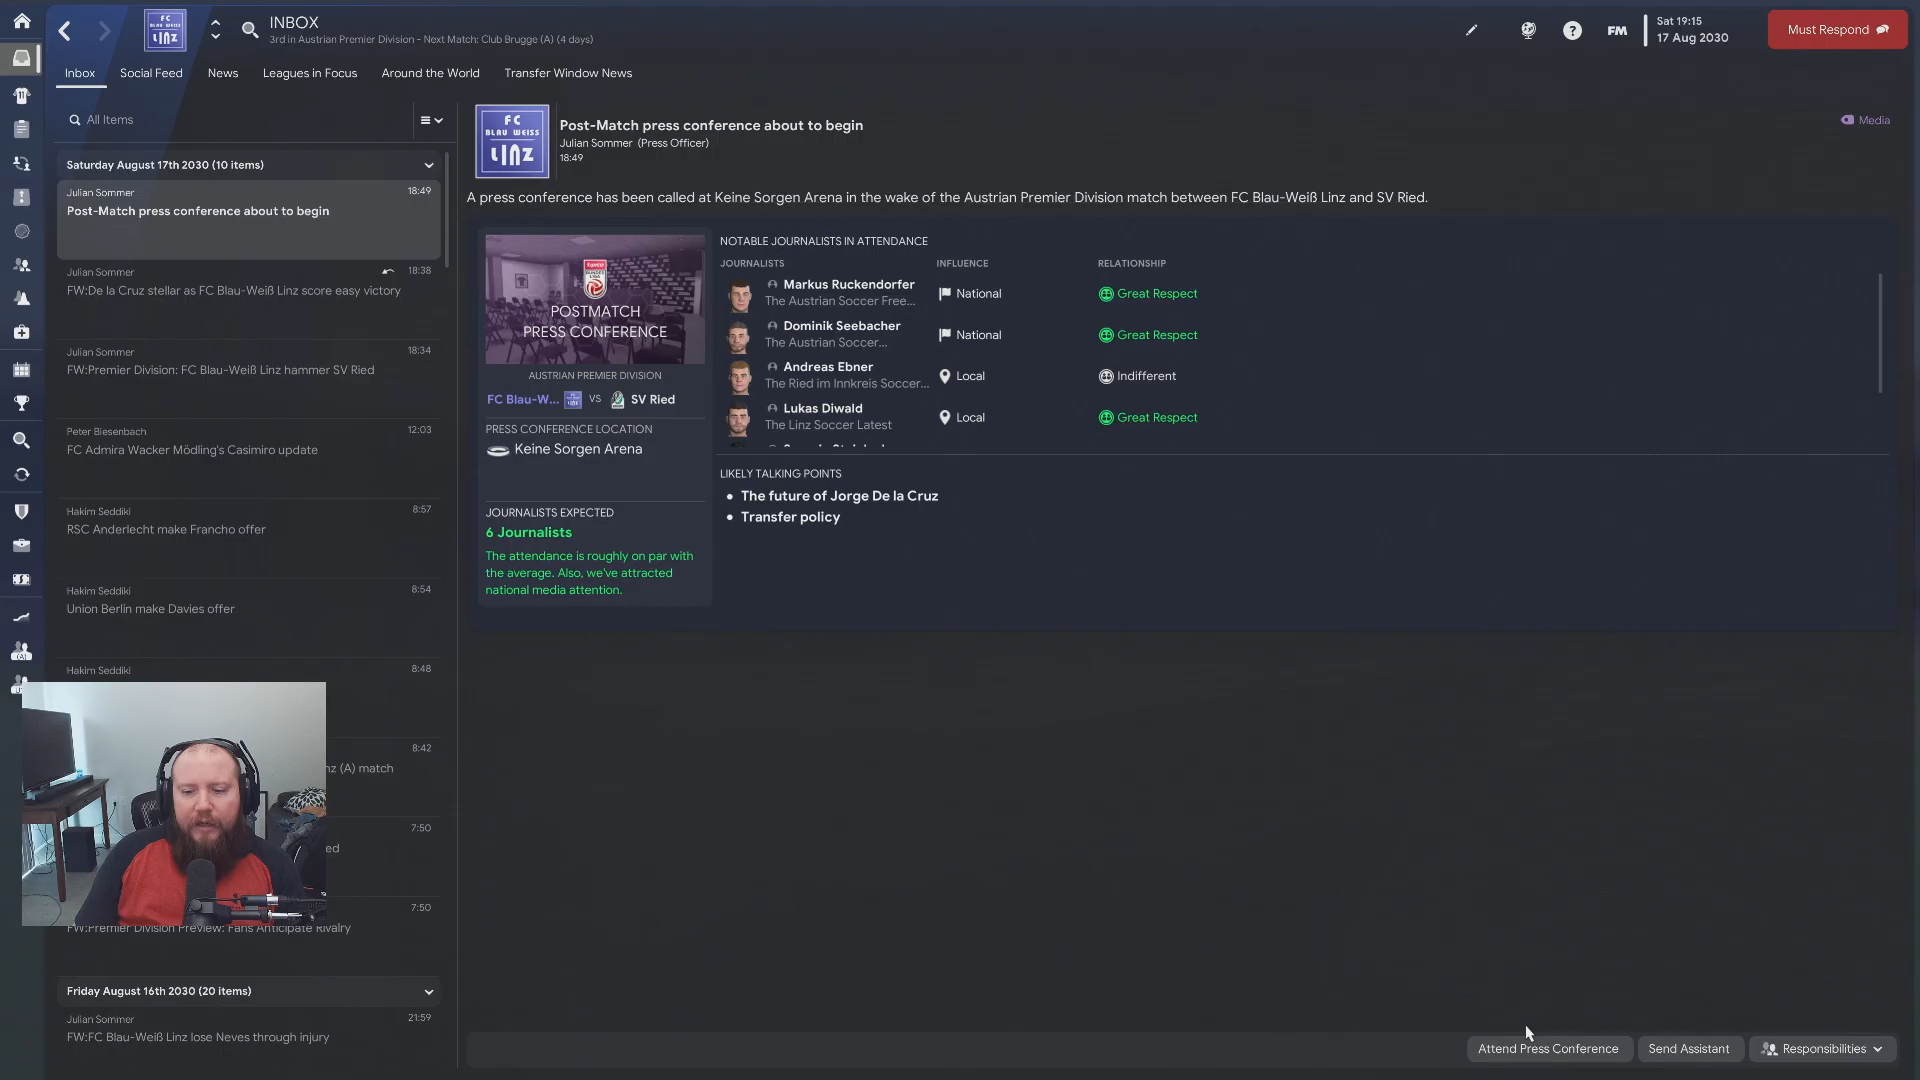 INBOX
3rd in Austrian Premier Division - Next Match: Club Brugge (A) (4 days)
FC
BLAU WEISS
LINZ
FM
Sat 19:15
17 Aug 2030
Must Respond
Inbox
Social Feed
News
Leagues in Focus
Around the World
Transfer Window News
All Items
Saturday August 17th 2030 (10 items)
Julian Sommer 18:49
Post-Match press conference about to begin
Julian Sommer 18:38
FW:De la Cruz stellar as FC Blau-Weiß Linz score easy victory
Julian Sommer 18:34
FW:Premier Division: FC Blau-Weiß Linz hammer SV Ried
Peter Biesenbach 12:03
FC Admira Wacker Mödling's Casimiro update
Hakim Seddiki 8:57
RSC Anderlecht make Francho offer
Hakim Seddiki 8:54
Union Berlin make Davies offer
Hakim Seddiki 8:48
8:42
nz (A) match
7:50
ed
7:50
FW:Premier Division Preview: Fans Anticipate Rivalry
Friday August 16th 2030 (20 items)
Julian Sommer 21:59
FW:FC Blau-Weiß Linz lose Neves through injury
FC
BLAU WEISS
LINZ
Post-Match press conference about to begin
Julian Sommer (Press Officer)
18:49
Media
A press conference has been called at Keine Sorgen Arena in the wake of the Austrian Premier Division match between FC Blau-Weiß Linz and SV Ried.
POSTMATCH
PRESS CONFERENCE
AUSTRIAN PREMIER DIVISION
FC Blau-W... VS SV Ried
PRESS CONFERENCE LOCATION
Keine Sorgen Arena
JOURNALISTS EXPECTED
6 Journalists
The attendance is roughly on par with
the average. Also, we've attracted
national media attention.
NOTABLE JOURNALISTS IN ATTENDANCE
JOURNALISTS INFLUENCE RELATIONSHIP
Markus Ruckendorfer
The Austrian Soccer Free...
National Great Respect
Dominik Seebacher
The Austrian Soccer...
National Great Respect
Andreas Ebner
The Ried im Innkreis Soccer...
Local Indifferent
Lukas Diwald
The Linz Soccer Latest
Local Great Respect
LIKELY TALKING POINTS
• The future of Jorge De la Cruz
• Transfer policy
Attend Press Conference
Send Assistant
Responsibilities